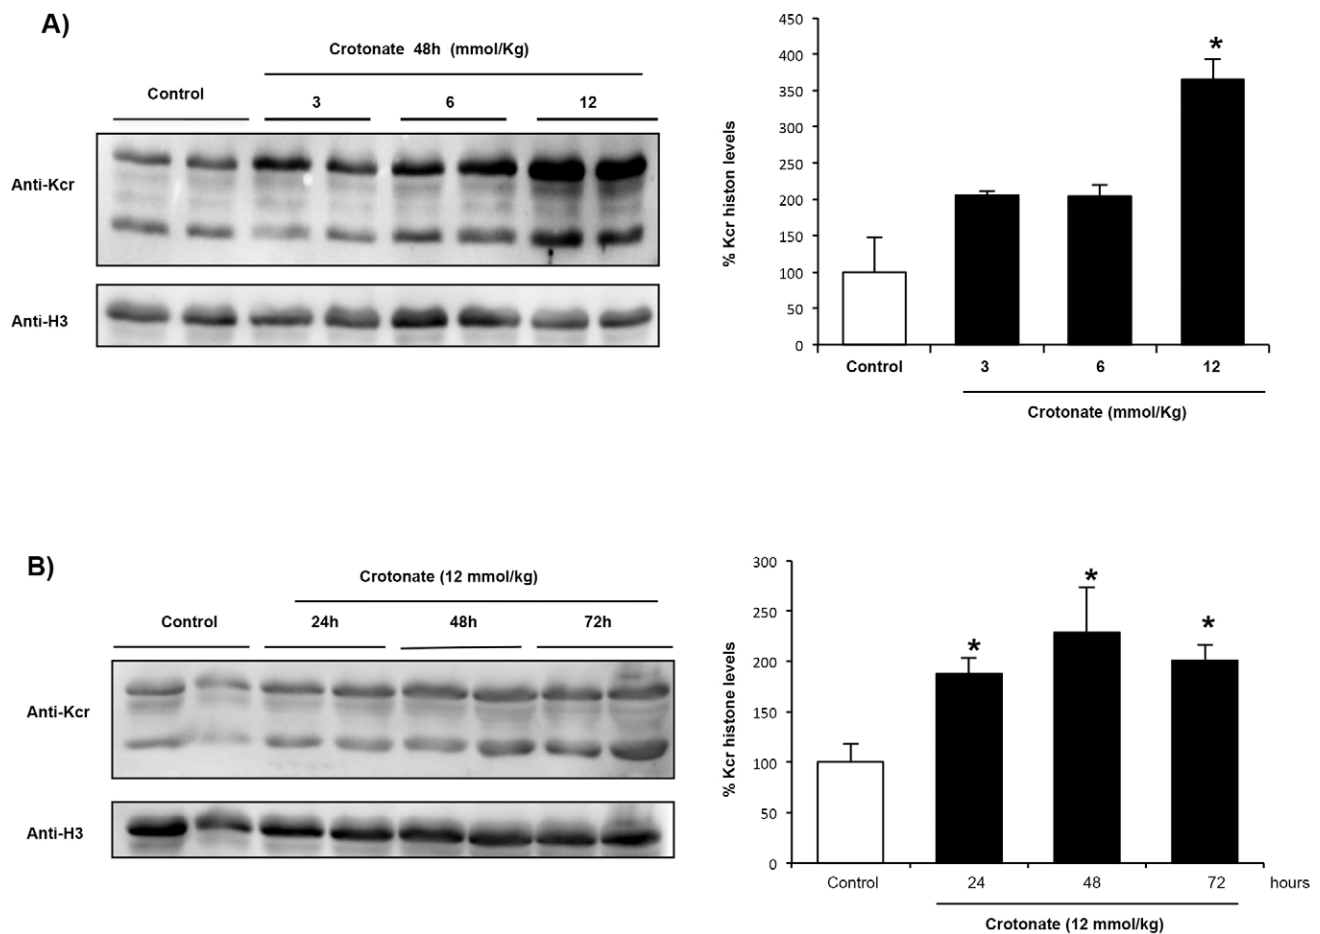 A)
Crotonate 48h (mmol/Kg)
Control
3
6
12
Anti-Kcr
Anti-H3
% Kcr histon levels
450
400
350
300
250
200
150
100
50
0
*
Control
3
6
12
Crotonate (mmol/Kg)
B)
Crotonate (12 mmol/kg)
Control
24h
48h
72h
Anti-Kcr
Anti-H3
% Kcr histone levels
300
250
200
150
100
50
0
*
*
*
Control
24
48
72
hours
Crotonate (12 mmol/kg)